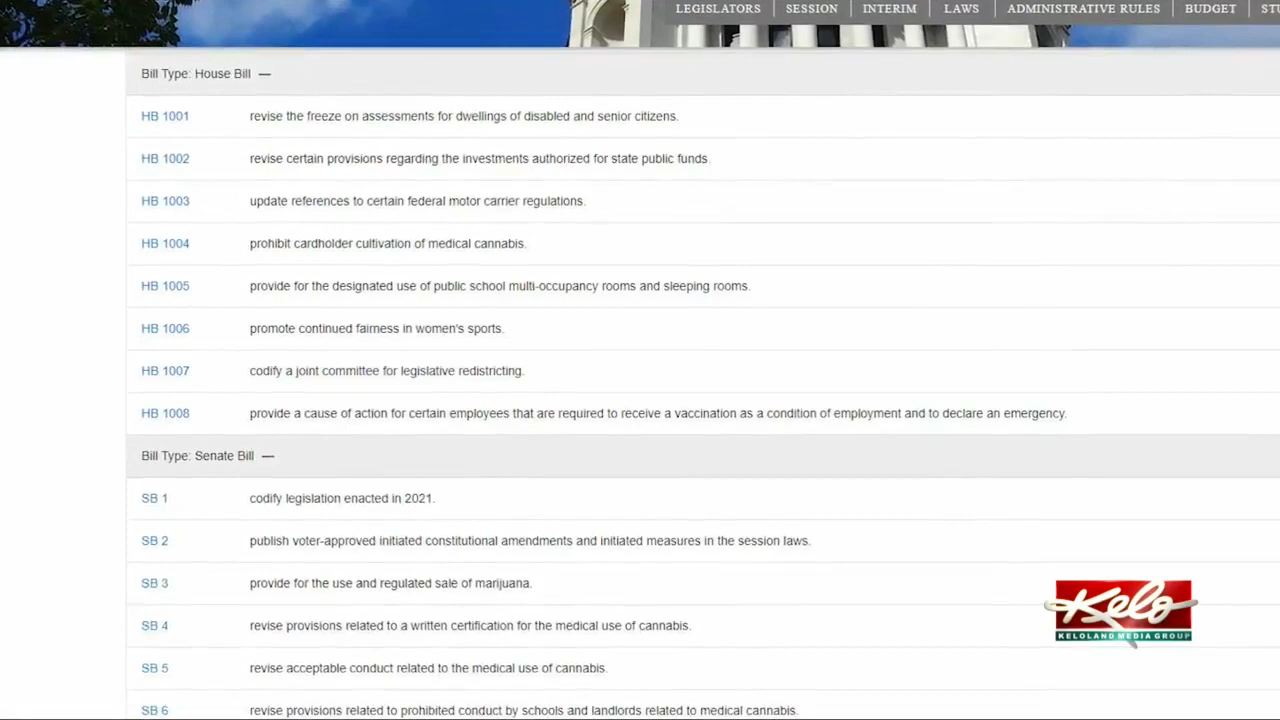 LEGISLATORS SESSION INTERIM LAWS ADMINISTRATIVE RULES BUDGET
Bill Type: House Bill —
HB 1001 revise the freeze on assessments for dwellings of disabled and senior citizens.
HB 1002 revise certain provisions regarding the investments authorized for state public funds.
HB 1003 update references to certain federal motor carrier regulations.
HB 1004 prohibit cardholder cultivation of medical cannabis.
HB 1005 provide for the designated use of public school multi-occupancy rooms and sleeping rooms.
HB 1006 promote continued fairness in women's sports.
HB 1007 codify a joint committee for legislative redistricting.
HB 1008 provide a cause of action for certain employees that are required to receive a vaccination as a condition of employment and to declare an emergency.
Bill Type: Senate Bill —
SB 1 codify legislation enacted in 2021.
SB 2 publish voter-approved initiated constitutional amendments and initiated measures in the session laws.
SB 3 provide for the use and regulated sale of marijuana.
SB 4 revise provisions related to a written certification for the medical use of cannabis.
SB 5 revise acceptable conduct related to the medical use of cannabis.
SB 6 revise provisions related to prohibited conduct by schools and landlords related to medical cannabis.
Kelo
KELOLAND MEDIA GROUP